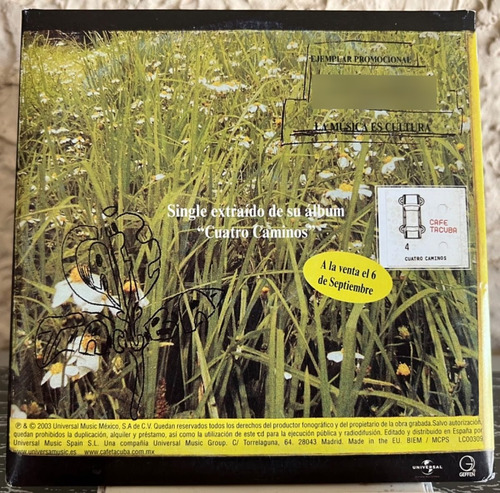 EJEMPLAR PROMOCIONAL
LA MUSICA ES CULTURA
Single extraído de su álbum
“Cuatro Caminos”
CAFE
TACUBA
4
CUATRO CAMINOS
A la venta el 6
de Septiembre
℗ & © 2003 Universal Music México, S.A de C.V. Quedan reservados todos los derechos del productor fonográfico y del propietario de la obra grabada.Salvo autorización,
quedan prohibidos la duplicación, alquiler y préstamo, así como la utilización de este cd para la ejecución pública y radiodifusión. Editado y distribuido en España por
Universal Music Spain S.L. Una compañía Universal Music Group. C/ Torrelaguna, 64. 28043 Madrid. Made in the EU. BIEM / MCPS LC00309
www.universalmusic.es www.cafetacuba.com.mx
UNIVERSAL
GEFFEN